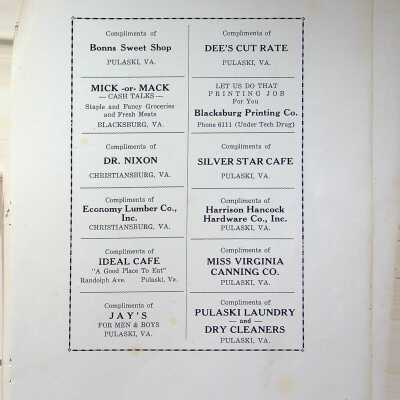 Compliments of
Bonns Sweet Shop
PULASKI, VA.
MICK -or- MACK
— CASH TALKS —
Staple and Fancy Groceries
and Fresh Meats
BLACKSBURG, VA.
Compliments of
DR. NIXON
CHRISTIANSBURG, VA.
Compliments of
Economy Lumber Co.,
Inc.
CHRISTIANSBURG, VA.
Compliments of
IDEAL CAFE
"A Good Place To Eat"
Randolph Ave. Pulaski, Va.
Compliments of
JAY'S
FOR MEN & BOYS
PULASKI, VA.
Compliments of
DEE'S CUT RATE
PULASKI, VA.
LET US DO THAT
PRINTING JOB
For You
Blacksburg Printing Co.
Phone 6111 (Under Tech Drug)
Compliments of
SILVER STAR CAFE
PULASKI, VA.
Compliments of
Harrison Hancock
Hardware Co., Inc.
PULASKI, VA.
Compliments of
MISS VIRGINIA
CANNING CO.
PULASKI, VA.
Compliments of
PULASKI LAUNDRY
— and —
DRY CLEANERS
PULASKI, VA.